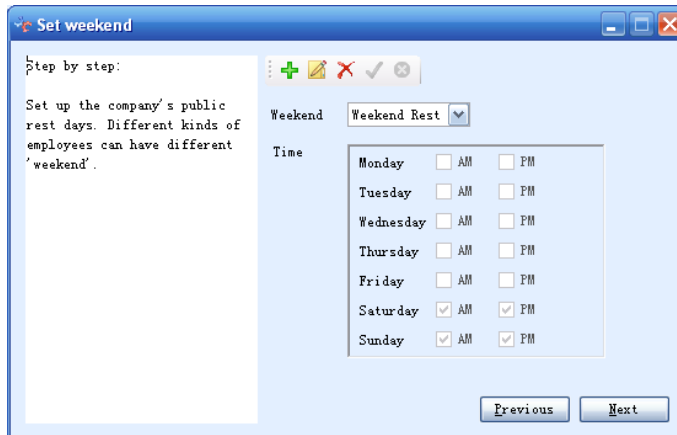 Set weekend
Step by step:
Set up the company's public
rest days. Different kinds of
employees can have different
'weekend'.
Weekend Weekend Rest
Time
Monday AM PM
Tuesday AM PM
Wednesday AM PM
Thursday AM PM
Friday AM PM
Saturday AM PM
Sunday AM PM
Previous Next